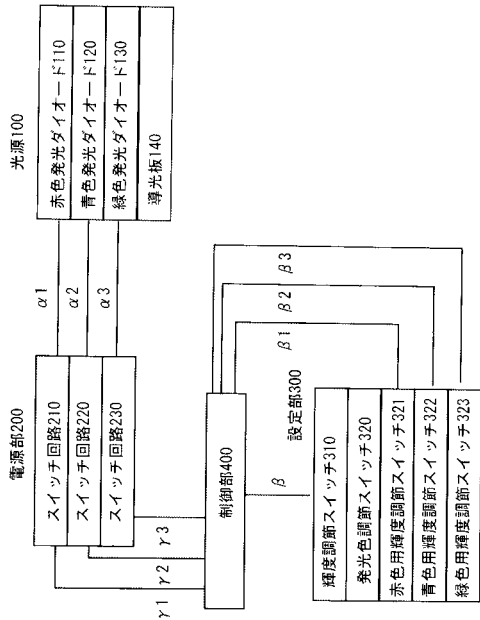 光源100
赤色発光ダイオード110
青色発光ダイオード120
緑色発光ダイオード130
導光板140
α1
α2
α3
電源部200
スイッチ回路210
スイッチ回路220
スイッチ回路230
γ1
γ2
γ3
制御部400
β1
β2
β3
β
設定部300
輝度調節スイッチ310
発光色調節スイッチ320
赤色用輝度調節スイッチ321
青色用輝度調節スイッチ322
緑色用輝度調節スイッチ323